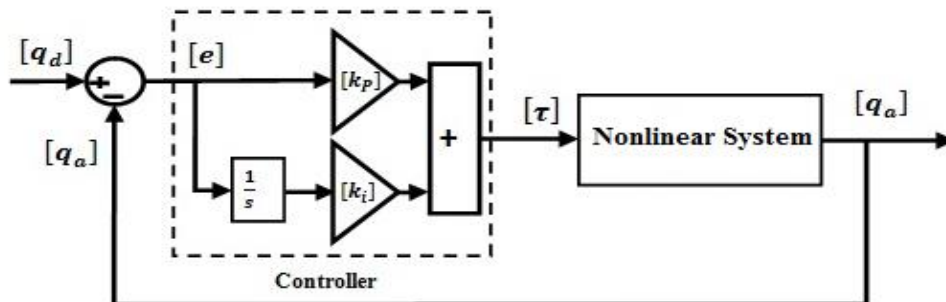 [q_d]
+
−
[q_a]
[e]
[k_P]
1/s
[k_i]
+
Controller
[τ]
Nonlinear System
[q_a]